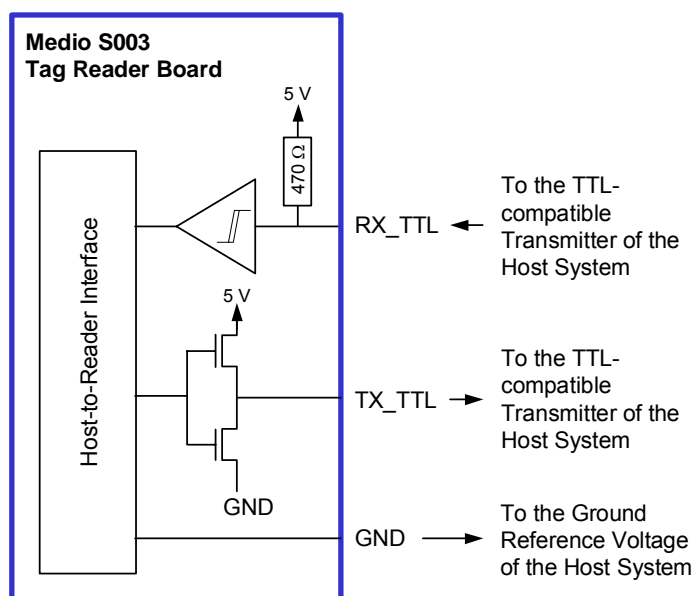 Medio S003
Tag Reader Board
5 V
470 Ω
Host-to-Reader Interface
RX_TTL
To the TTL-
compatible
Transmitter of the
Host System
5 V
TX_TTL
To the TTL-
compatible
Transmitter of the
Host System
GND
GND
To the Ground
Reference Voltage
of the Host System